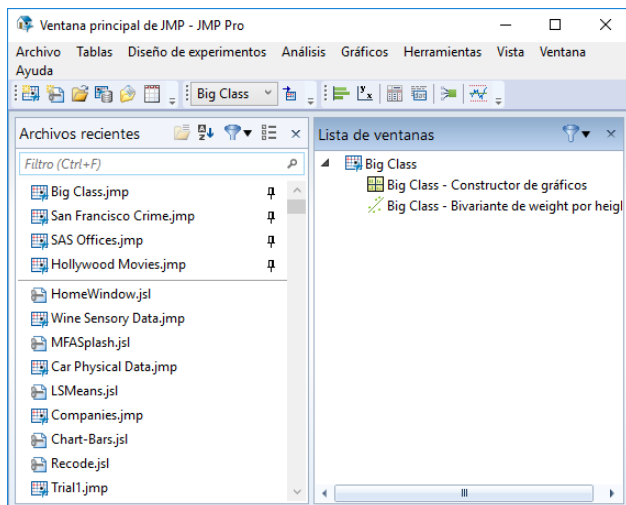 Ventana principal de JMP - JMP Pro
Archivo Tablas Diseño de experimentos Análisis Gráficos Herramientas Vista Ventana
Ayuda
Big Class
Archivos recientes
Filtro (Ctrl+F)
Big Class.jmp
San Francisco Crime.jmp
SAS Offices.jmp
Hollywood Movies.jmp
HomeWindow.jsl
Wine Sensory Data.jmp
MFASplash.jsl
Car Physical Data.jmp
LSMeans.jsl
Companies.jmp
Chart-Bars.jsl
Recode.jsl
Trial1.jmp
Lista de ventanas
Big Class
Big Class - Constructor de gráficos
Big Class - Bivariante de weight por heigl